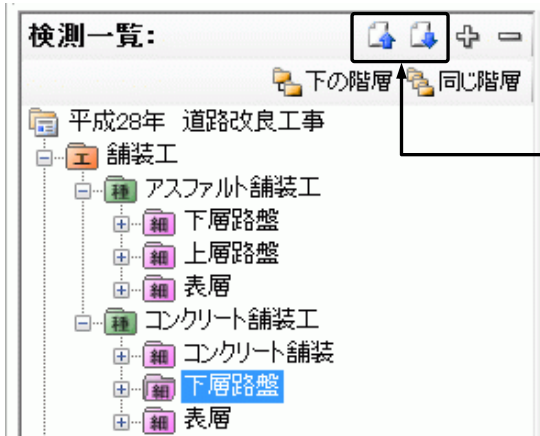 検測一覧:
下の階層 同じ階層
平成28年 道路改良工事
工 舗装工
種 アスファルト舗装工
細 下層路盤
細 上層路盤
細 表層
種 コンクリート舗装工
細 コンクリート舗装
細 下層路盤
細 表層